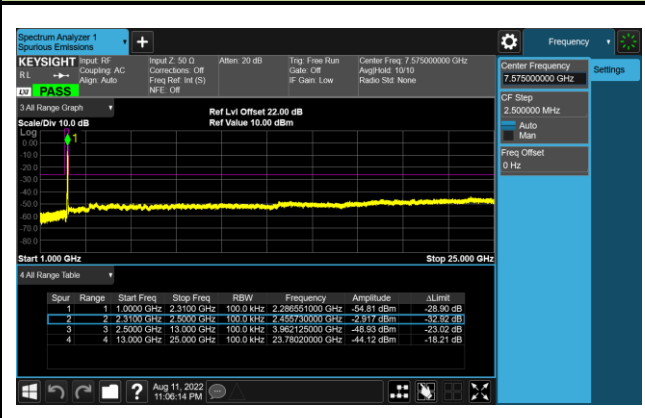 Spectrum Analyzer 1
Spurious Emissions
+
Frequency
KEYSIGHT
RL
LXI PASS
Input: RF
Coupling: AC
Align: Auto
Input Z: 50 Ω
Corrections: Off
Freq Ref: Int (S)
NFE: Off
Atten: 20 dB
Trig: Free Run
Gate: Off
IF Gain: Low
Center Freq: 7.575000000 GHz
Avg|Hold: 10/10
Radio Std: None
Center Frequency
7.575000000 GHz
Settings
CF Step
2.500000 MHz
Auto
Man
Freq Offset
0 Hz
3 All Range Graph
Scale/Div 10.0 dB
Ref Lvl Offset 22.00 dB
Ref Value 10.00 dBm
Log
1
0.00
-10.0
-20.0
-30.0
-40.0
-50.0
-60.0
-70.0
-80.0
Start 1.000 GHz
Stop 25.000 GHz
4 All Range Table
Spur Range Start Freq Stop Freq RBW Frequency Amplitude ΔLimit
1 1 1.0000 GHz 2.3100 GHz 100.0 kHz 2.286551000 GHz -54.81 dBm -28.90 dB
2 2 2.3100 GHz 2.5000 GHz 100.0 kHz 2.455730000 GHz -2.917 dBm -32.92 dB
3 3 2.5000 GHz 13.000 GHz 100.0 kHz 3.962125000 GHz -48.93 dBm -23.02 dB
4 4 13.000 GHz 25.000 GHz 100.0 kHz 23.78020000 GHz -44.12 dBm -18.21 dB
?
Aug 11, 2022
11:06:14 PM